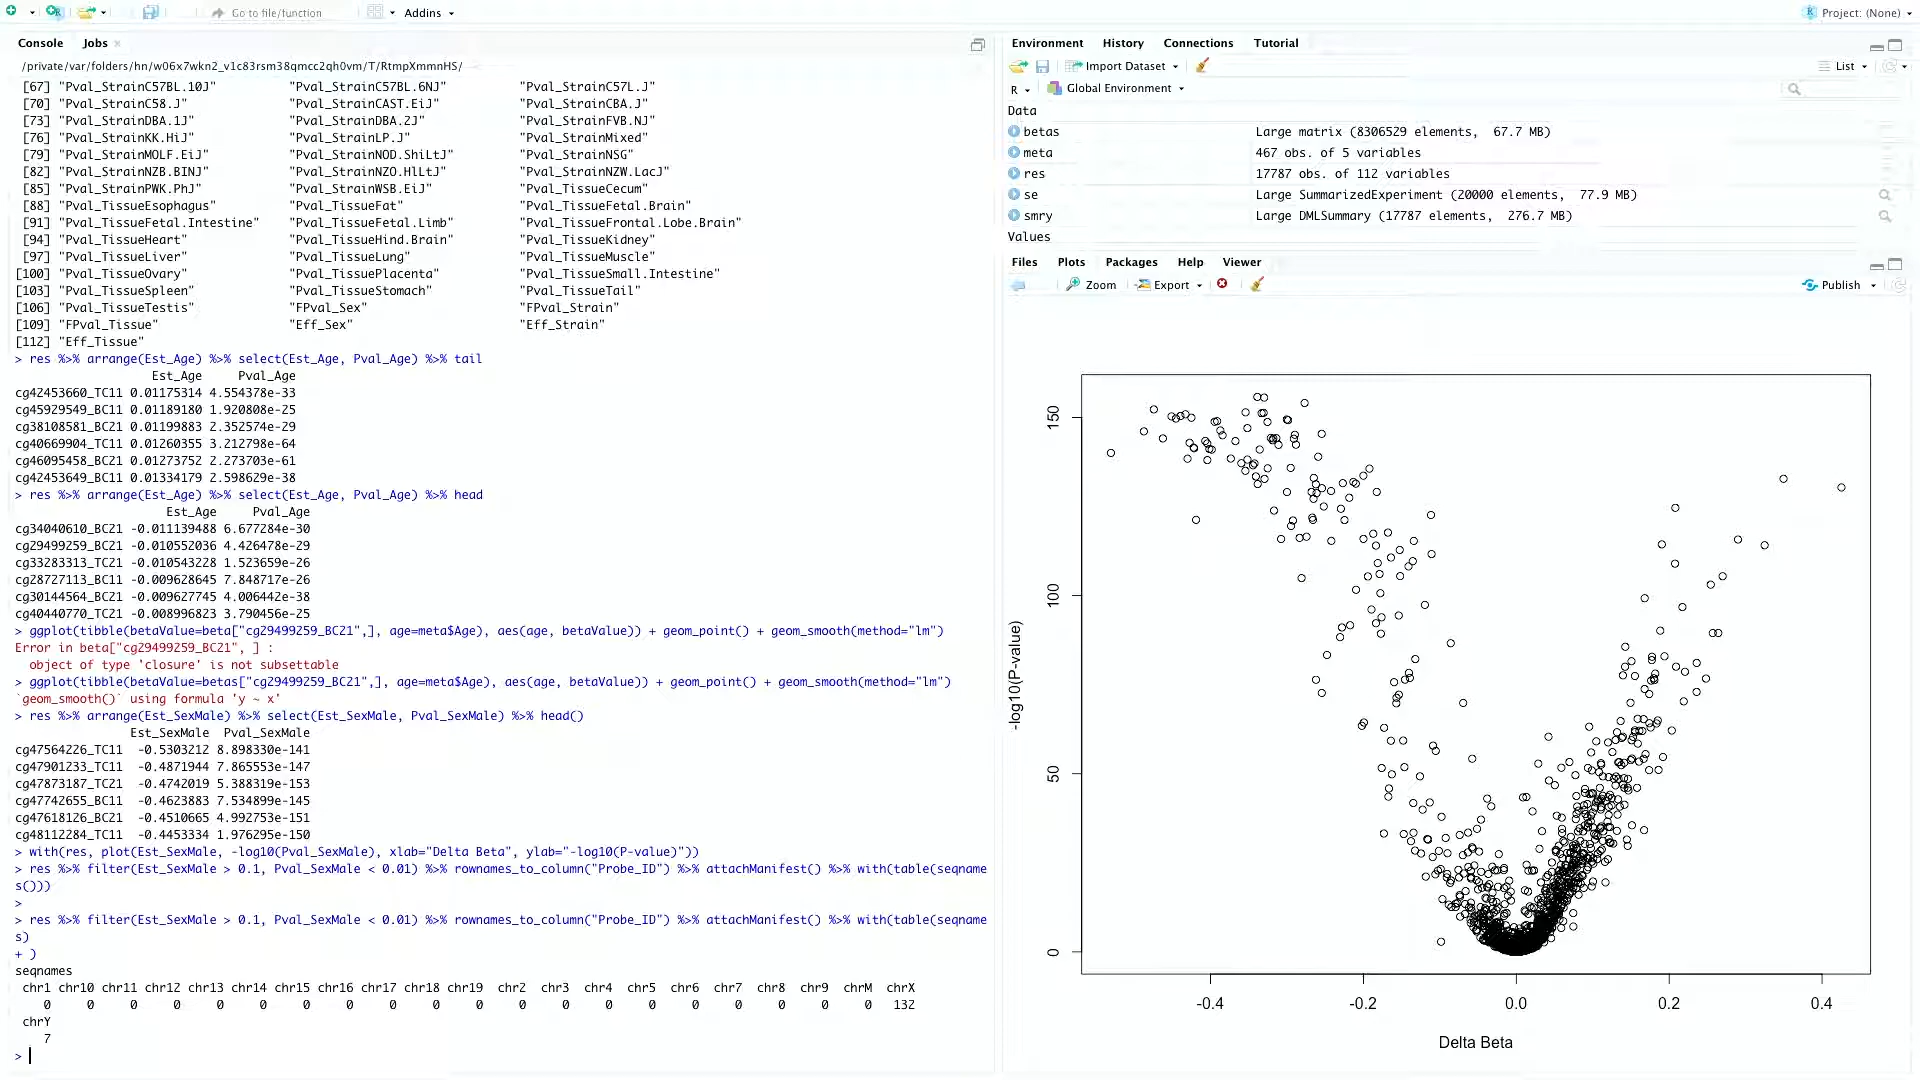 Go to file/function
Addins
Project: (None)
Console Jobs
/private/var/folders/hn/w06x7wkn2_v1c83rsm38qmcc2qh0vm/T/RtmpXmmnHS/
[67] "Pval_StrainC57BL.10J" "Pval_StrainC57BL.6NJ" "Pval_StrainC57L.J"
[70] "Pval_StrainC58.J" "Pval_StrainCAST.EiJ" "Pval_StrainCBA.J"
[73] "Pval_StrainDBA.1J" "Pval_StrainDBA.2J" "Pval_StrainFVB.NJ"
[76] "Pval_StrainKK.HiJ" "Pval_StrainLP.J" "Pval_StrainMixed"
[79] "Pval_StrainMOLF.EiJ" "Pval_StrainNOD.ShiLtJ" "Pval_StrainNSG"
[82] "Pval_StrainNZB.BINJ" "Pval_StrainNZO.HlLtJ" "Pval_StrainNZW.LacJ"
[85] "Pval_StrainPWK.PhJ" "Pval_StrainWSB.EiJ" "Pval_TissueCecum"
[88] "Pval_TissueEsophagus" "Pval_TissueFat" "Pval_TissueFetal.Brain"
[91] "Pval_TissueFetal.Intestine" "Pval_TissueFetal.Limb" "Pval_TissueFrontal.Lobe.Brain"
[94] "Pval_TissueHeart" "Pval_TissueHind.Brain" "Pval_TissueKidney"
[97] "Pval_TissueLiver" "Pval_TissueLung" "Pval_TissueMuscle"
[100] "Pval_TissueOvary" "Pval_TissuePlacenta" "Pval_TissueSmall.Intestine"
[103] "Pval_TissueSpleen" "Pval_TissueStomach" "Pval_TissueTail"
[106] "Pval_TissueTestis" "FPval_Sex" "FPval_Strain"
[109] "FPval_Tissue" "Eff_Sex" "Eff_Strain"
[112] "Eff_Tissue"
> res %>% arrange(Est_Age) %>% select(Est_Age, Pval_Age) %>% tail
Est_Age Pval_Age
cg42453660_TC11 0.01175314 4.554378e-33
cg45929549_BC11 0.01189180 1.920808e-25
cg38108581_BC21 0.01199883 2.352574e-29
cg40669904_TC11 0.01260355 3.212798e-64
cg46095458_BC21 0.01273752 2.273703e-61
cg42453649_BC11 0.01334179 2.598629e-38
> res %>% arrange(Est_Age) %>% select(Est_Age, Pval_Age) %>% head
Est_Age Pval_Age
cg34040610_BC21 -0.011139488 6.677284e-30
cg29499259_BC21 -0.010552036 4.426478e-29
cg33283313_TC11 -0.010543228 1.523659e-26
cg28727113_BC11 -0.009628645 7.848717e-26
cg30144564_BC21 -0.009627745 4.006442e-38
cg40440770_TC21 -0.008996823 3.790456e-25
> ggplot(tibble(betaValue=beta["cg29499259_BC21",], age=meta$Age), aes(age, betaValue)) + geom_point() + geom_smooth(method="lm")
Error in beta["cg29499259_BC21", ] :
object of type 'closure' is not subsettable
> ggplot(tibble(betaValue=betas["cg29499259_BC21",], age=meta$Age), aes(age, betaValue)) + geom_point() + geom_smooth(method="lm")
`geom_smooth()` using formula 'y ~ x'
> res %>% arrange(Est_SexMale) %>% select(Est_SexMale, Pval_SexMale) %>% head()
Est_SexMale Pval_SexMale
cg47564226_TC11 -0.5303212 8.898330e-141
cg47901233_TC11 -0.4871944 7.865553e-147
cg47873187_TC21 -0.4742019 5.388319e-153
cg47742655_BC11 -0.4623883 7.534899e-145
cg47618126_BC21 -0.4510665 4.992753e-151
cg48112284_TC11 -0.4453334 1.976295e-150
> with(res, plot(Est_SexMale, -log10(Pval_SexMale), xlab="Delta Beta", ylab="-log10(P-value)"))
> res %>% filter(Est_SexMale > 0.1, Pval_SexMale < 0.01) %>% rownames_to_column("Probe_ID") %>% attachManifest() %>% with(table(seqname
s()))
>
> res %>% filter(Est_SexMale > 0.1, Pval_SexMale < 0.01) %>% rownames_to_column("Probe_ID") %>% attachManifest() %>% with(table(seqname
s)
+ )
seqnames
chr1 chr10 chr11 chr12 chr13 chr14 chr15 chr16 chr17 chr18 chr19 chr2 chr3 chr4 chr5 chr6 chr7 chr8 chr9 chrM chrX
0 0 0 0 0 0 0 0 0 0 0 0 0 0 0 0 0 0 0 0 132
chrY
7
>
Environment History Connections Tutorial
Import Dataset List
R Global Environment
Data
betas Large matrix (8306529 elements, 67.7 MB)
meta 467 obs. of 5 variables
res 17787 obs. of 112 variables
se Large SummarizedExperiment (20000 elements, 77.9 MB)
smry Large DMLSummary (17787 elements, 276.7 MB)
Values
Files Plots Packages Help Viewer
Zoom Export Publish
-log10(P-value)
150
100
50
0
-0.4 -0.2 0.0 0.2 0.4
Delta Beta